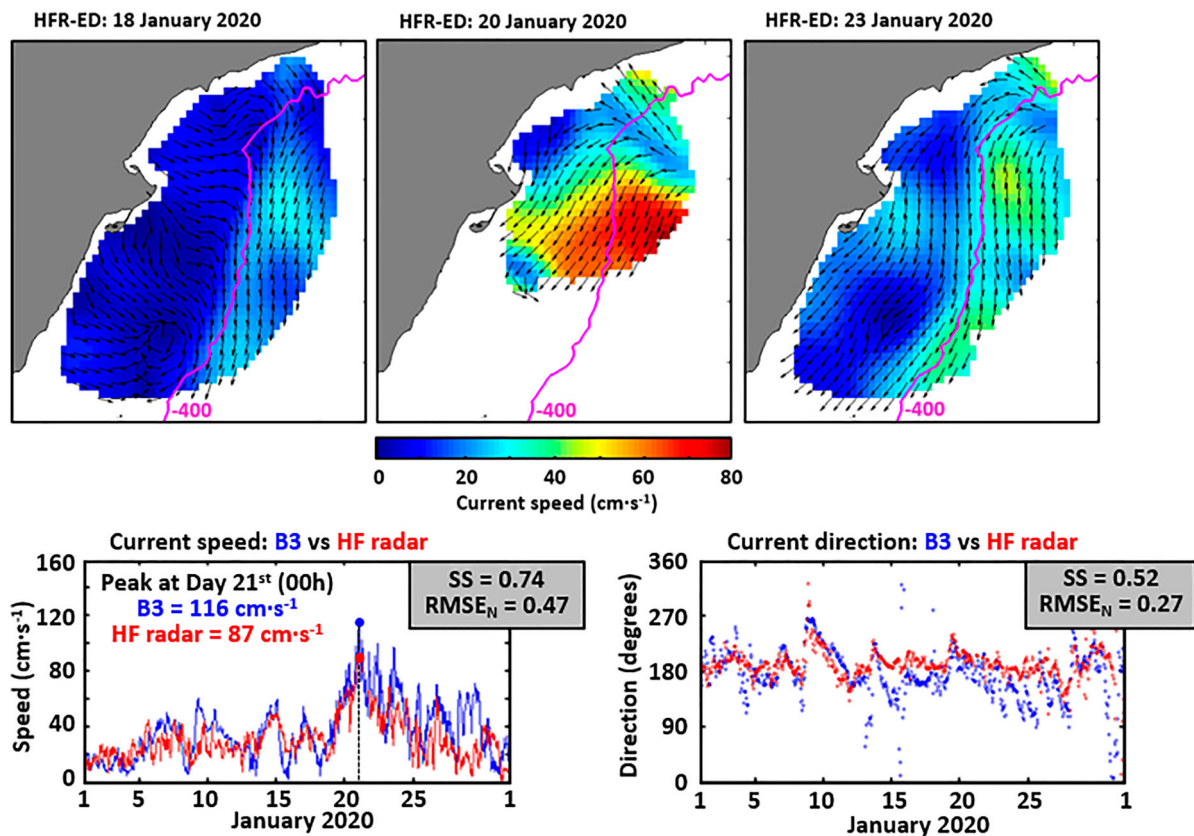 HFR-ED: 18 January 2020
HFR-ED: 20 January 2020
HFR-ED: 23 January 2020
-400
-400
-400
0 20 40 60 80
Current speed (cm·s⁻¹)
Current speed: B3 vs HF radar
160
120
80
40
0
Speed (cm·s⁻¹)
Peak at Day 21ˢᵗ (00h)
B3 = 116 cm·s⁻¹
HF radar = 87 cm·s⁻¹
SS = 0.74
RMSE_N = 0.47
1 5 10 15 20 25 1
January 2020
Current direction: B3 vs HF radar
360
270
180
90
0
Direction (degrees)
SS = 0.52
RMSE_N = 0.27
1 5 10 15 20 25 1
January 2020